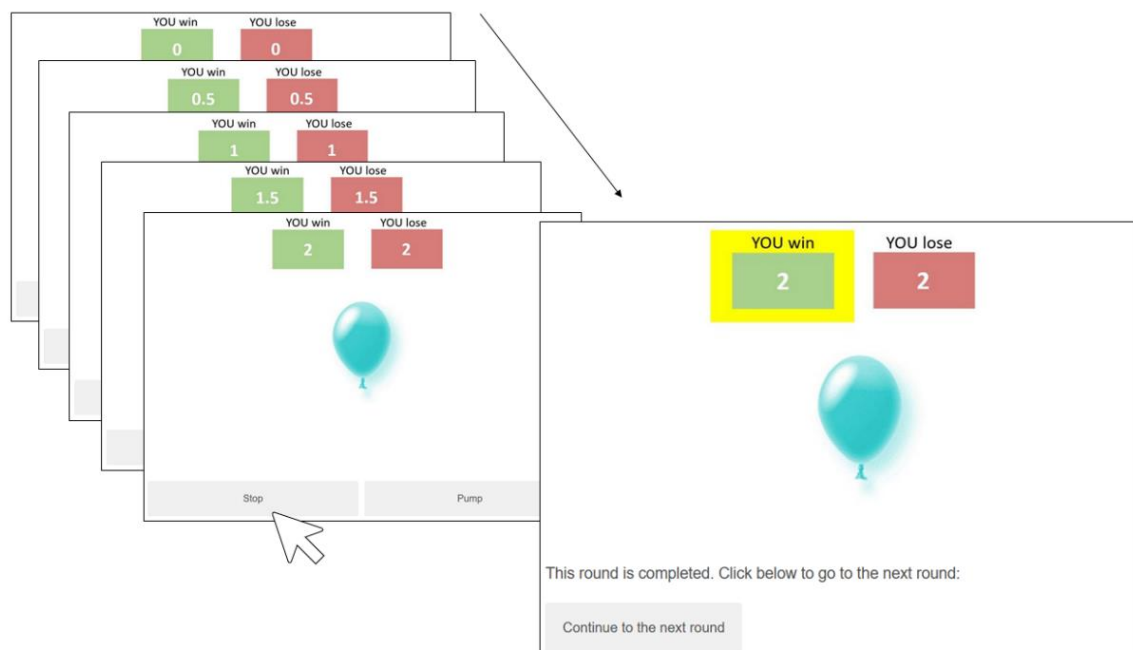 YOU win YOU lose
0 0
YOU win YOU lose
0.5 0.5
YOU win YOU lose
1 1
YOU win YOU lose
1.5 1.5
YOU win YOU lose
2 2
Stop Pump
YOU win YOU lose
2 2
This round is completed. Click below to go to the next round:
Continue to the next round